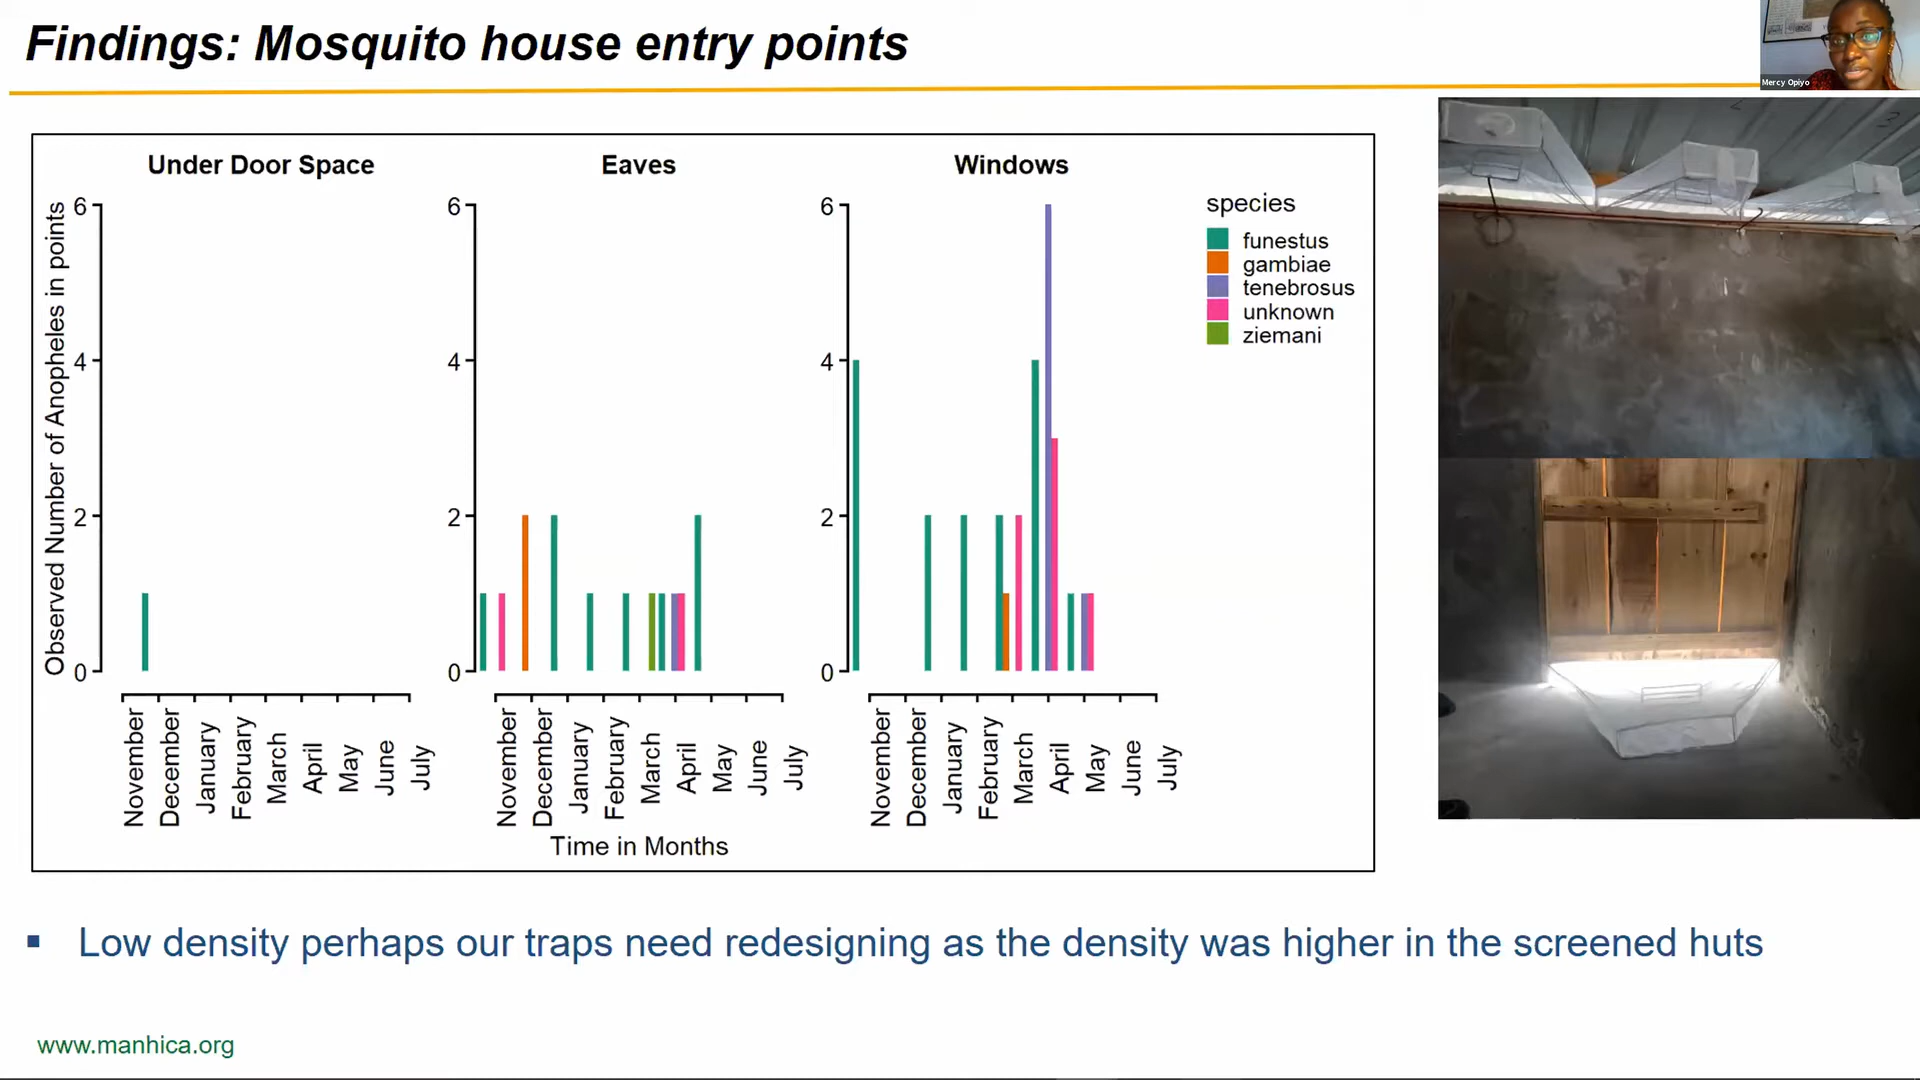 Findings: Mosquito house entry points
Mercy Opiyo
Under Door Space
Eaves
Windows
Observed Number of Anopheles in points
6
4
2
0
6
4
2
0
6
4
2
0
species
funestus
gambiae
tenebrosus
unknown
ziemani
November
December
January
February
March
April
May
June
July
November
December
January
February
March
April
May
June
July
November
December
January
February
March
April
May
June
July
Time in Months
▪ Low density perhaps our traps need redesigning as the density was higher in the screened huts
www.manhica.org